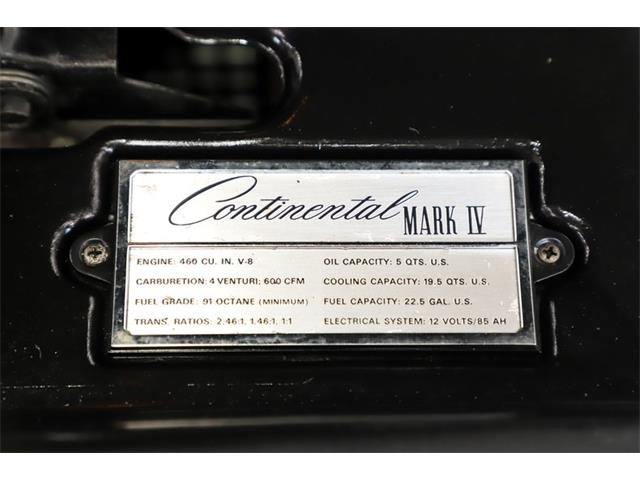 Continental MARK IV
ENGINE: 460 CU. IN. V-8
CARBURETION: 4 VENTURI; 600 CFM
FUEL GRADE: 91 OCTANE (MINIMUM)
TRANS. RATIOS: 2.46:1, 1.46:1, 1:1
OIL CAPACITY: 5 QTS. U.S.
COOLING CAPACITY: 19.5 QTS. U.S.
FUEL CAPACITY: 22.5 GAL. U.S.
ELECTRICAL SYSTEM: 12 VOLTS/85 AH